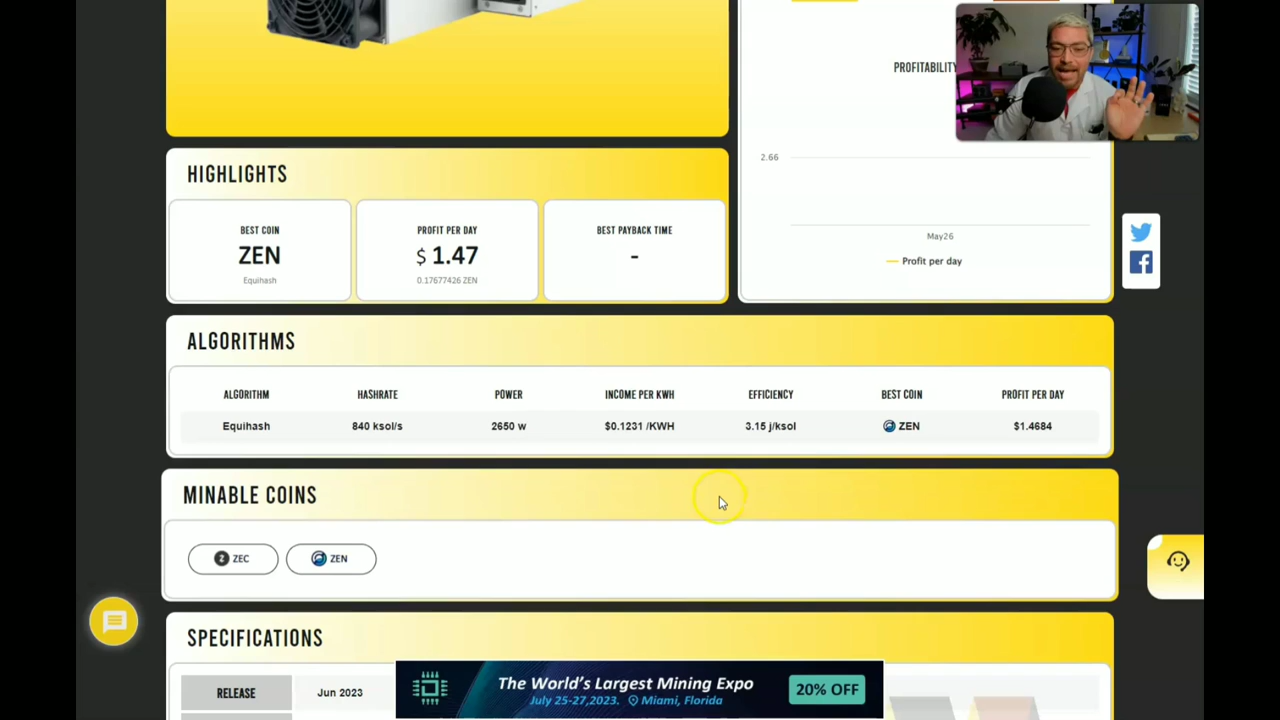 PROFITABILITY
2.66
May26
Profit per day
HIGHLIGHTS
BEST COIN
ZEN
Equihash
PROFIT PER DAY
$ 1.47
0.17677426 ZEN
BEST PAYBACK TIME
-
ALGORITHMS
ALGORITHM HASHRATE POWER INCOME PER KWH EFFICIENCY BEST COIN PROFIT PER DAY
Equihash 840 ksol/s 2650 w $0.1231 /KWH 3.15 j/ksol ZEN $1.4684
MINABLE COINS
ZEC ZEN
SPECIFICATIONS
RELEASE Jun 2023
The World's Largest Mining Expo
July 25-27,2023. Miami, Florida
20% OFF